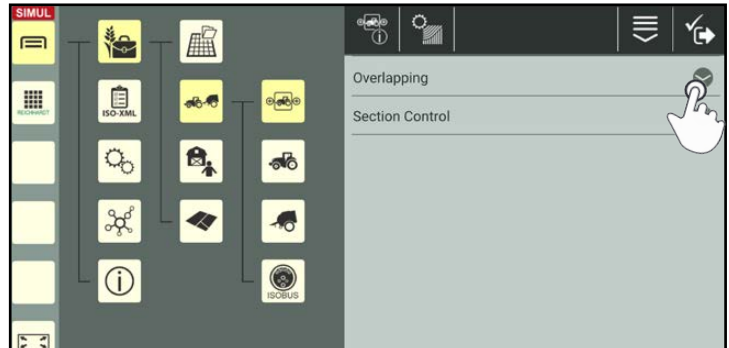 SIMUL
ISO-XML
REICHHARDT
ISOBUS
Overlapping
Section Control